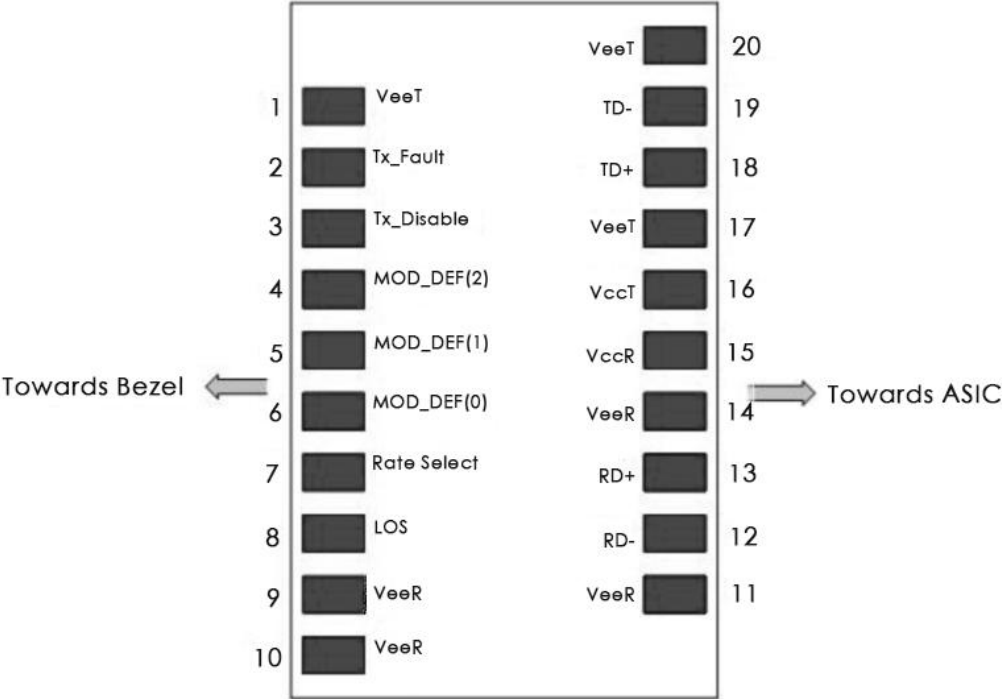 VeeT 20
1 VeeT
TD- 19
2 Tx_Fault
TD+ 18
3 Tx_Disable
VeeT 17
4 MOD_DEF(2)
VccT 16
5 MOD_DEF(1)
VccR 15
Towards Bezel
Towards ASIC
6 MOD_DEF(0)
VeeR 14
7 Rate Select
RD+ 13
8 LOS
RD- 12
9 VeeR
VeeR 11
10 VeeR